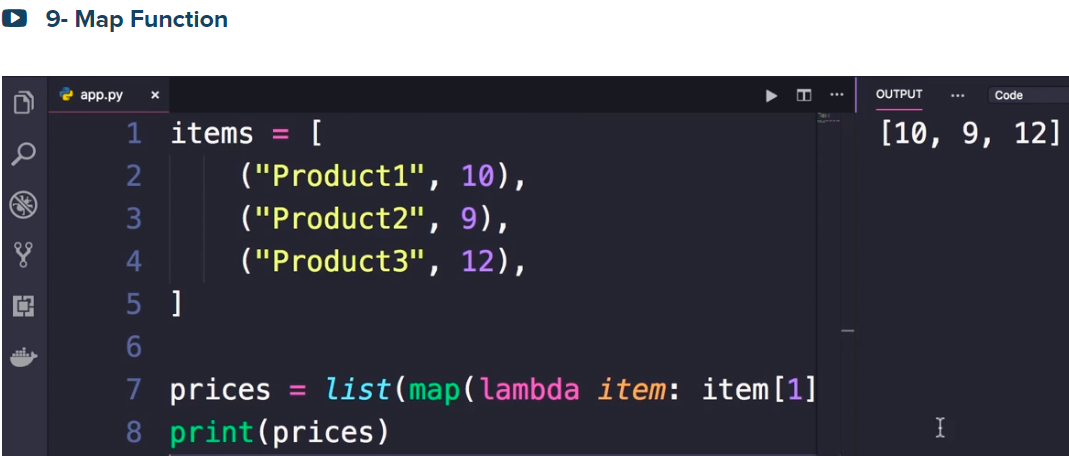 9- Map Function
app.py
OUTPUT
Code
1 items = [
2 ("Product1", 10),
3 ("Product2", 9),
4 ("Product3", 12),
5 ]
6
7 prices = list(map(lambda item: item[1]
8 print(prices)
[10, 9, 12]